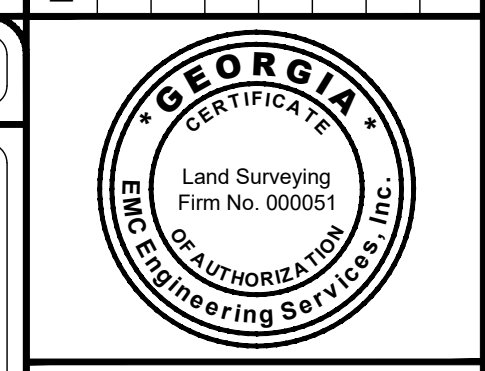 * GEORGIA *
CERTIFICATE
Land Surveying
Firm No. 000051
OF AUTHORIZATION
EMC Engineering Services, Inc.